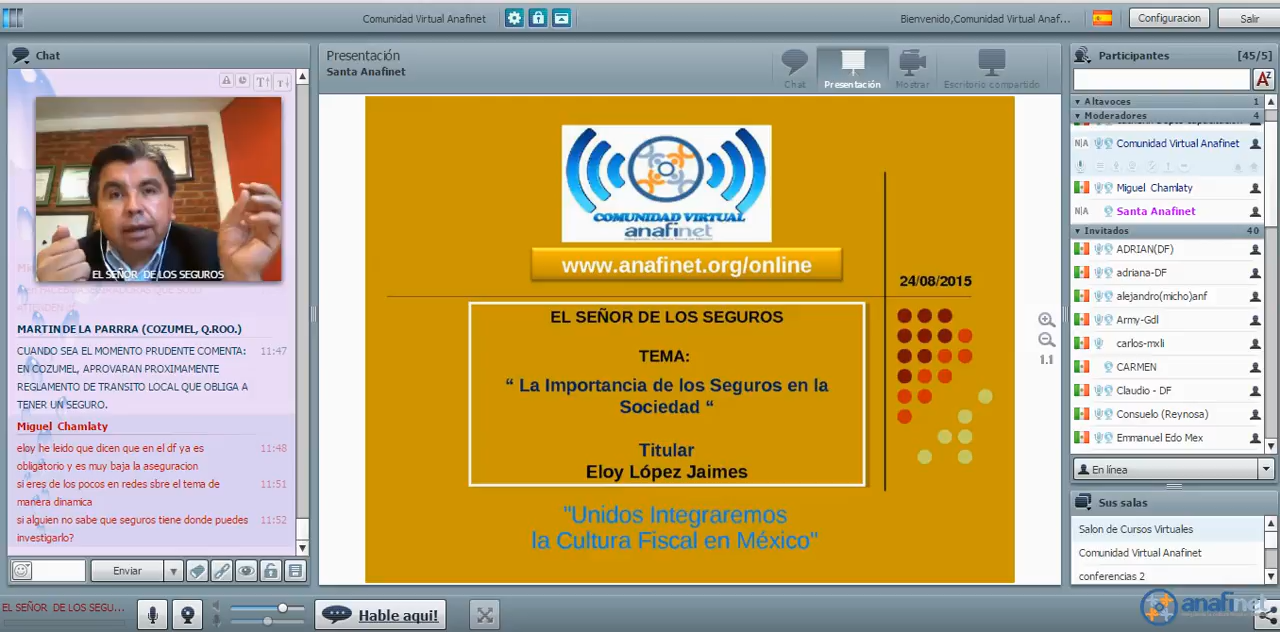 Comunidad Virtual Anafinet
Bienvenido,Comunidad Virtual Anaf...
Configuracion
Salir
Chat
EL SEÑOR DE LOS SEGUROS
MARTIN DE LA PARRRA (COZUMEL, Q.ROO.)
CUANDO SEA EL MOMENTO PRUDENTE COMENTA: 11:47
EN COZUMEL, APROVARAN PROXIMAMENTE
REGLAMENTO DE TRANSITO LOCAL QUE OBLIGA A
TENER UN SEGURO.
Miguel Chamlaty
eloy he leido que dicen que en el df ya es 11:48
obligatorio y es muy baja la aseguracion
si eres de los pocos en redes sbre el tema de 11:51
manera dinamica
si alguien no sabe que seguros tiene donde puedes 11:52
investigarlo?
Enviar
EL SEÑOR DE LOS SEGU...
Hable aqui!
Presentación
Santa Anafinet
Chat
Presentación
Mostrar
Escritorio compartido
COMUNIDAD VIRTUAL
anafinet
www.anafinet.org/online
24/08/2015
EL SEÑOR DE LOS SEGUROS
TEMA:
“ La Importancia de los Seguros en la
Sociedad “
Titular
Eloy López Jaimes
"Unidos Integraremos
la Cultura Fiscal en México"
1.1
Participantes [45/5]
Altavoces 1
Moderadores 4
N/A Comunidad Virtual Anafinet
Miguel Chamlaty
N/A Santa Anafinet
Invitados 40
ADRIAN(DF)
adriana-DF
alejandro(micho)anf
Army-Gdl
carlos-mxli
CARMEN
Claudio - DF
Consuelo (Reynosa)
Emmanuel Edo Mex
En línea
Sus salas
Salon de Cursos Virtuales
Comunidad Virtual Anafinet
conferencias 2
anafinet